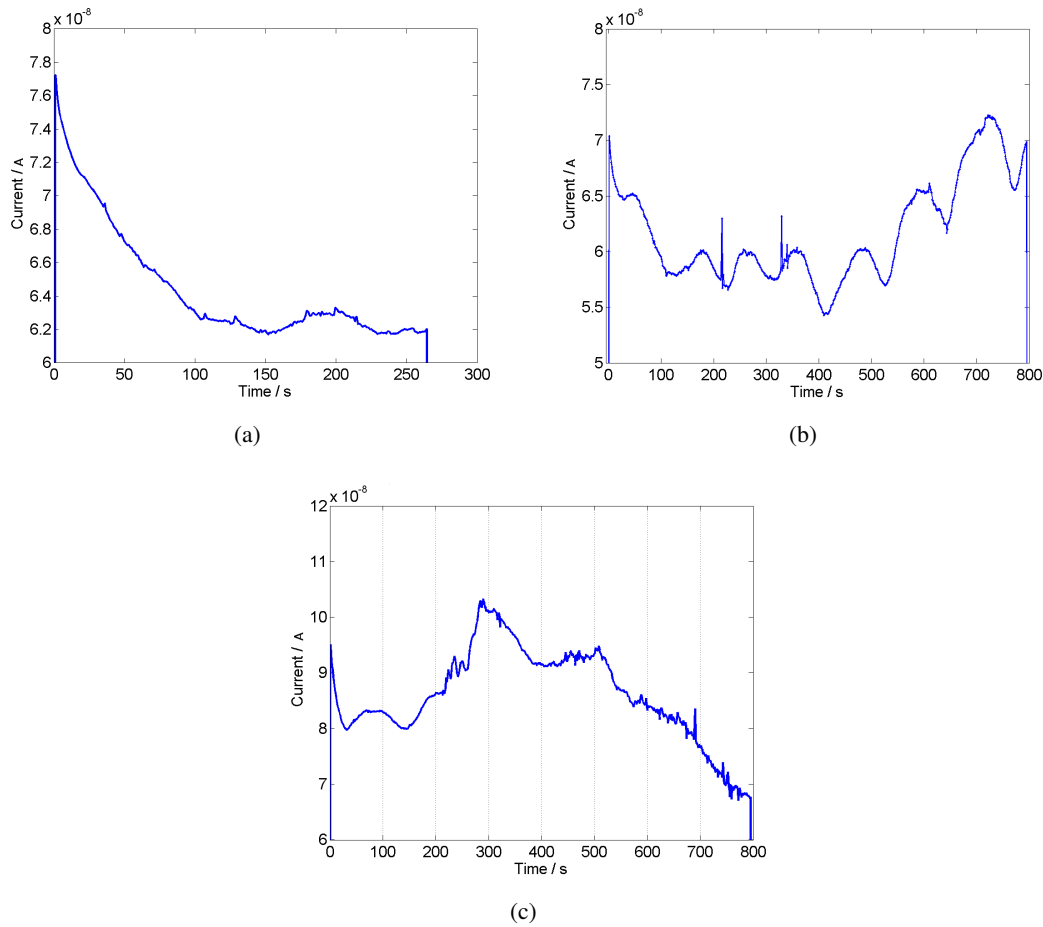 8 x 10-8
7.8
7.6
7.4
7.2
7
6.8
6.6
6.4
6.2
6
Current / A
0 50 100 150 200 250 300
Time / s
(a)
8 x 10-8
7.5
7
6.5
6
5.5
5
Current / A
0 100 200 300 400 500 600 700 800
Time / s
(b)
12 x 10-8
11
10
9
8
7
6
Current / A
0 100 200 300 400 500 600 700 800
Time / s
(c)